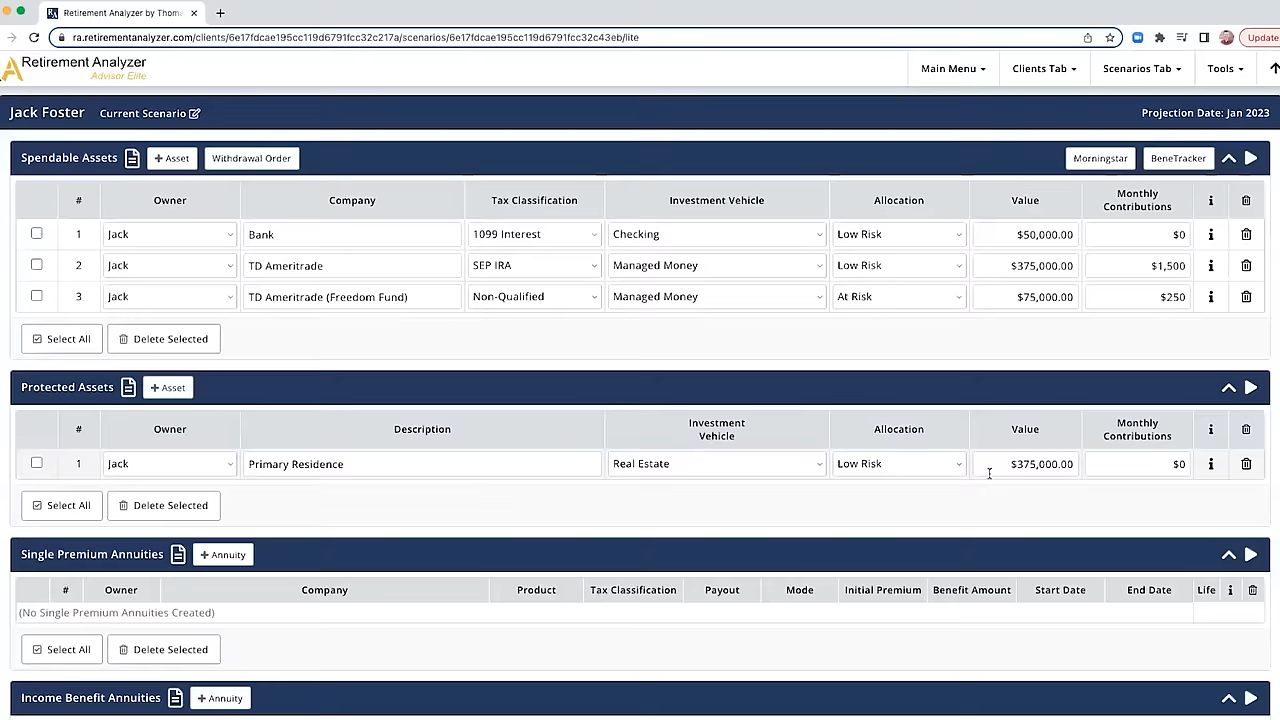 Retirement Analyzer by Thoma
ra.retirementanalyzer.com/clients/6e17fdcae195cc119d6791fcc32c217a/scenarios/6e17fdcae195cc119d6791fcc32c43eb/lite
Update
Retirement Analyzer
Advisor Elite
Main Menu Clients Tab Scenarios Tab Tools
Jack Foster Current Scenario Projection Date: Jan 2023
Spendable Assets + Asset Withdrawal Order Morningstar BeneTracker
# Owner Company Tax Classification Investment Vehicle Allocation Value Monthly Contributions
1 Jack Bank 1099 Interest Checking Low Risk $50,000.00 $0
2 Jack TD Ameritrade SEP IRA Managed Money Low Risk $375,000.00 $1,500
3 Jack TD Ameritrade (Freedom Fund) Non-Qualified Managed Money At Risk $75,000.00 $250
Select All Delete Selected
Protected Assets + Asset
# Owner Description Investment Vehicle Allocation Value Monthly Contributions
1 Jack Primary Residence Real Estate Low Risk $375,000.00 $0
Select All Delete Selected
Single Premium Annuities + Annuity
# Owner Company Product Tax Classification Payout Mode Initial Premium Benefit Amount Start Date End Date Life
(No Single Premium Annuities Created)
Select All Delete Selected
Income Benefit Annuities + Annuity